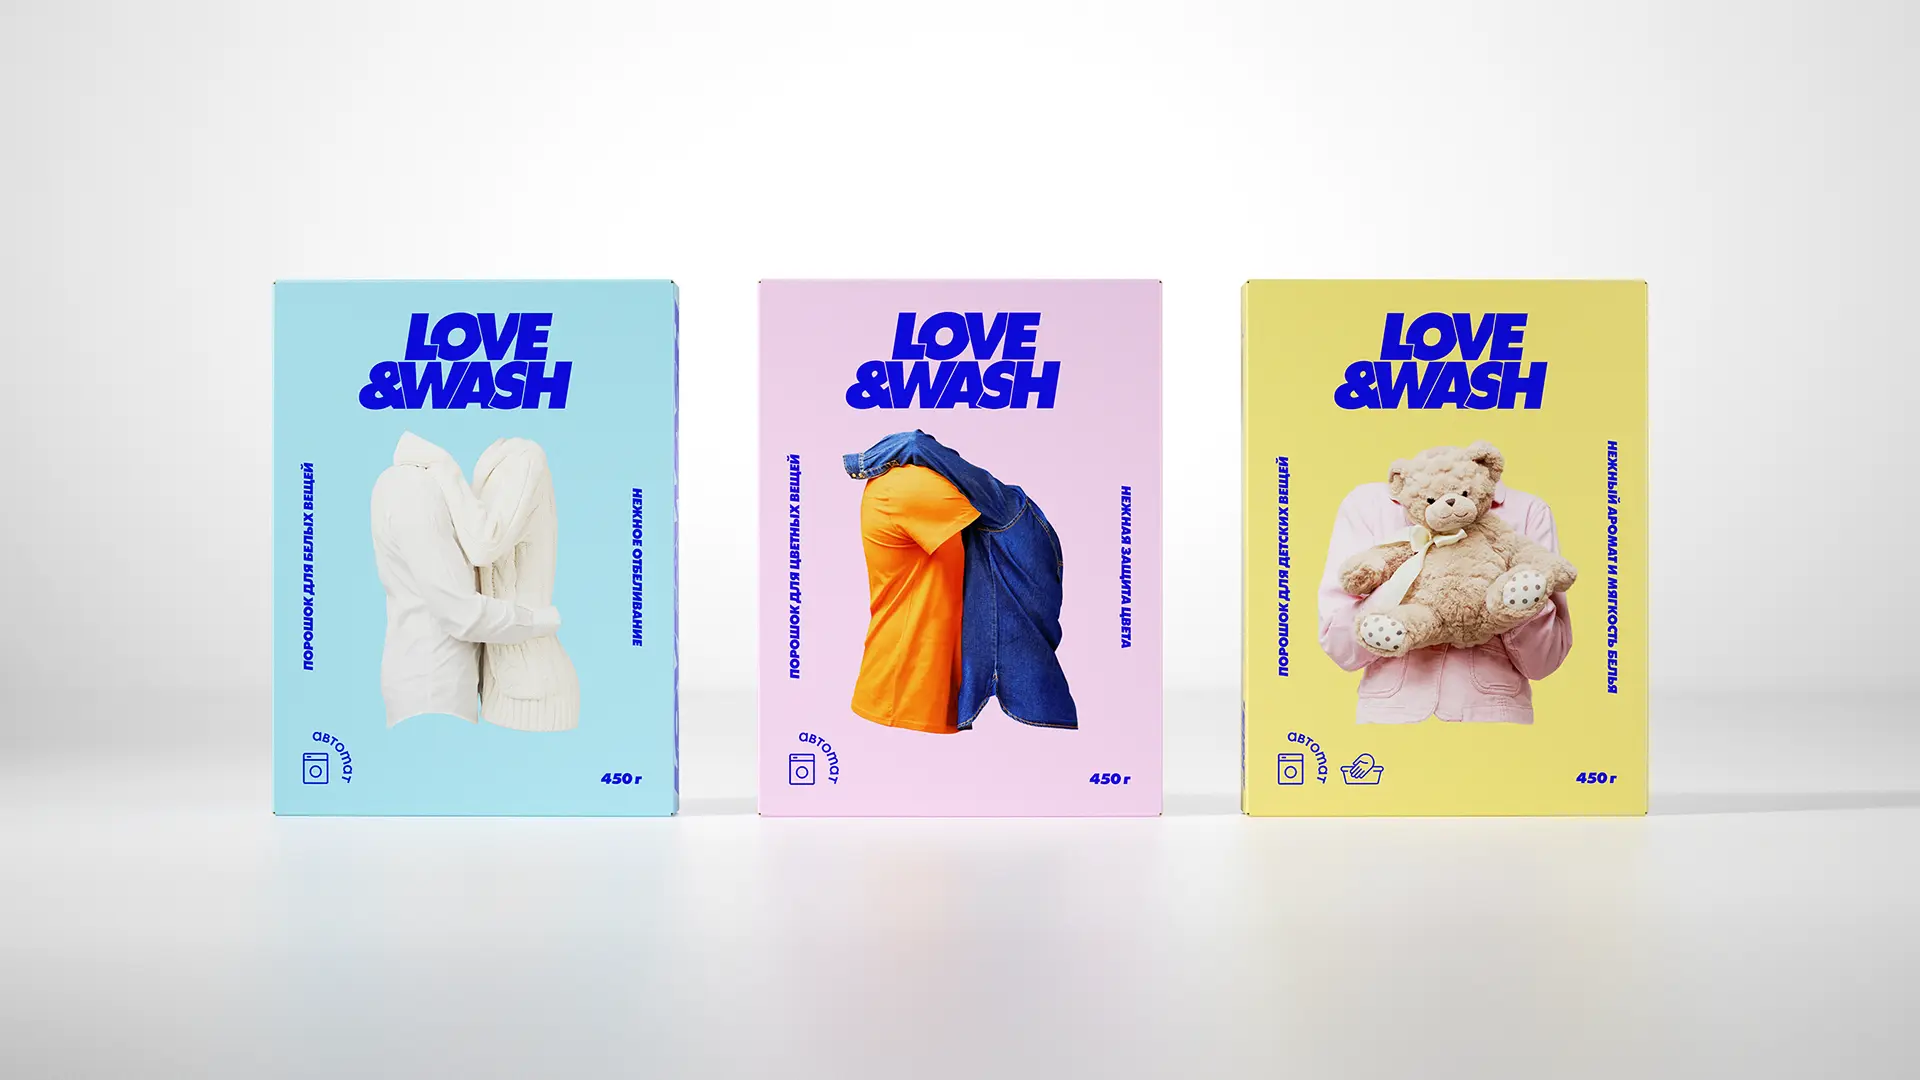 LOVE
&WASH
ПОРОШОК ДЛЯ БЕЛЫХ ВЕЩЕЙ
НЕЖНОЕ ОТБЕЛИВАНИЕ
автомат
450 г
LOVE
&WASH
ПОРОШОК ДЛЯ ЦВЕТНЫХ ВЕЩЕЙ
НЕЖНАЯ ЗАЩИТА ЦВЕТА
автомат
450 г
LOVE
&WASH
ПОРОШОК ДЛЯ ДЕТСКИХ ВЕЩЕЙ
НЕЖНЫЙ АРОМАТ И МЯГКОСТЬ БЕЛЬЯ
автомат
450 г